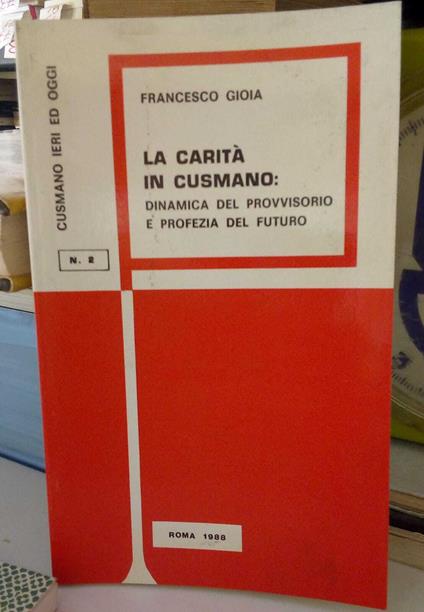 CUSMANO IERI ED OGGI
N. 2
FRANCESCO GIOIA
LA CARITÀ
IN CUSMANO:
DINAMICA DEL PROVVISORIO
E PROFEZIA DEL FUTURO
ROMA 1988